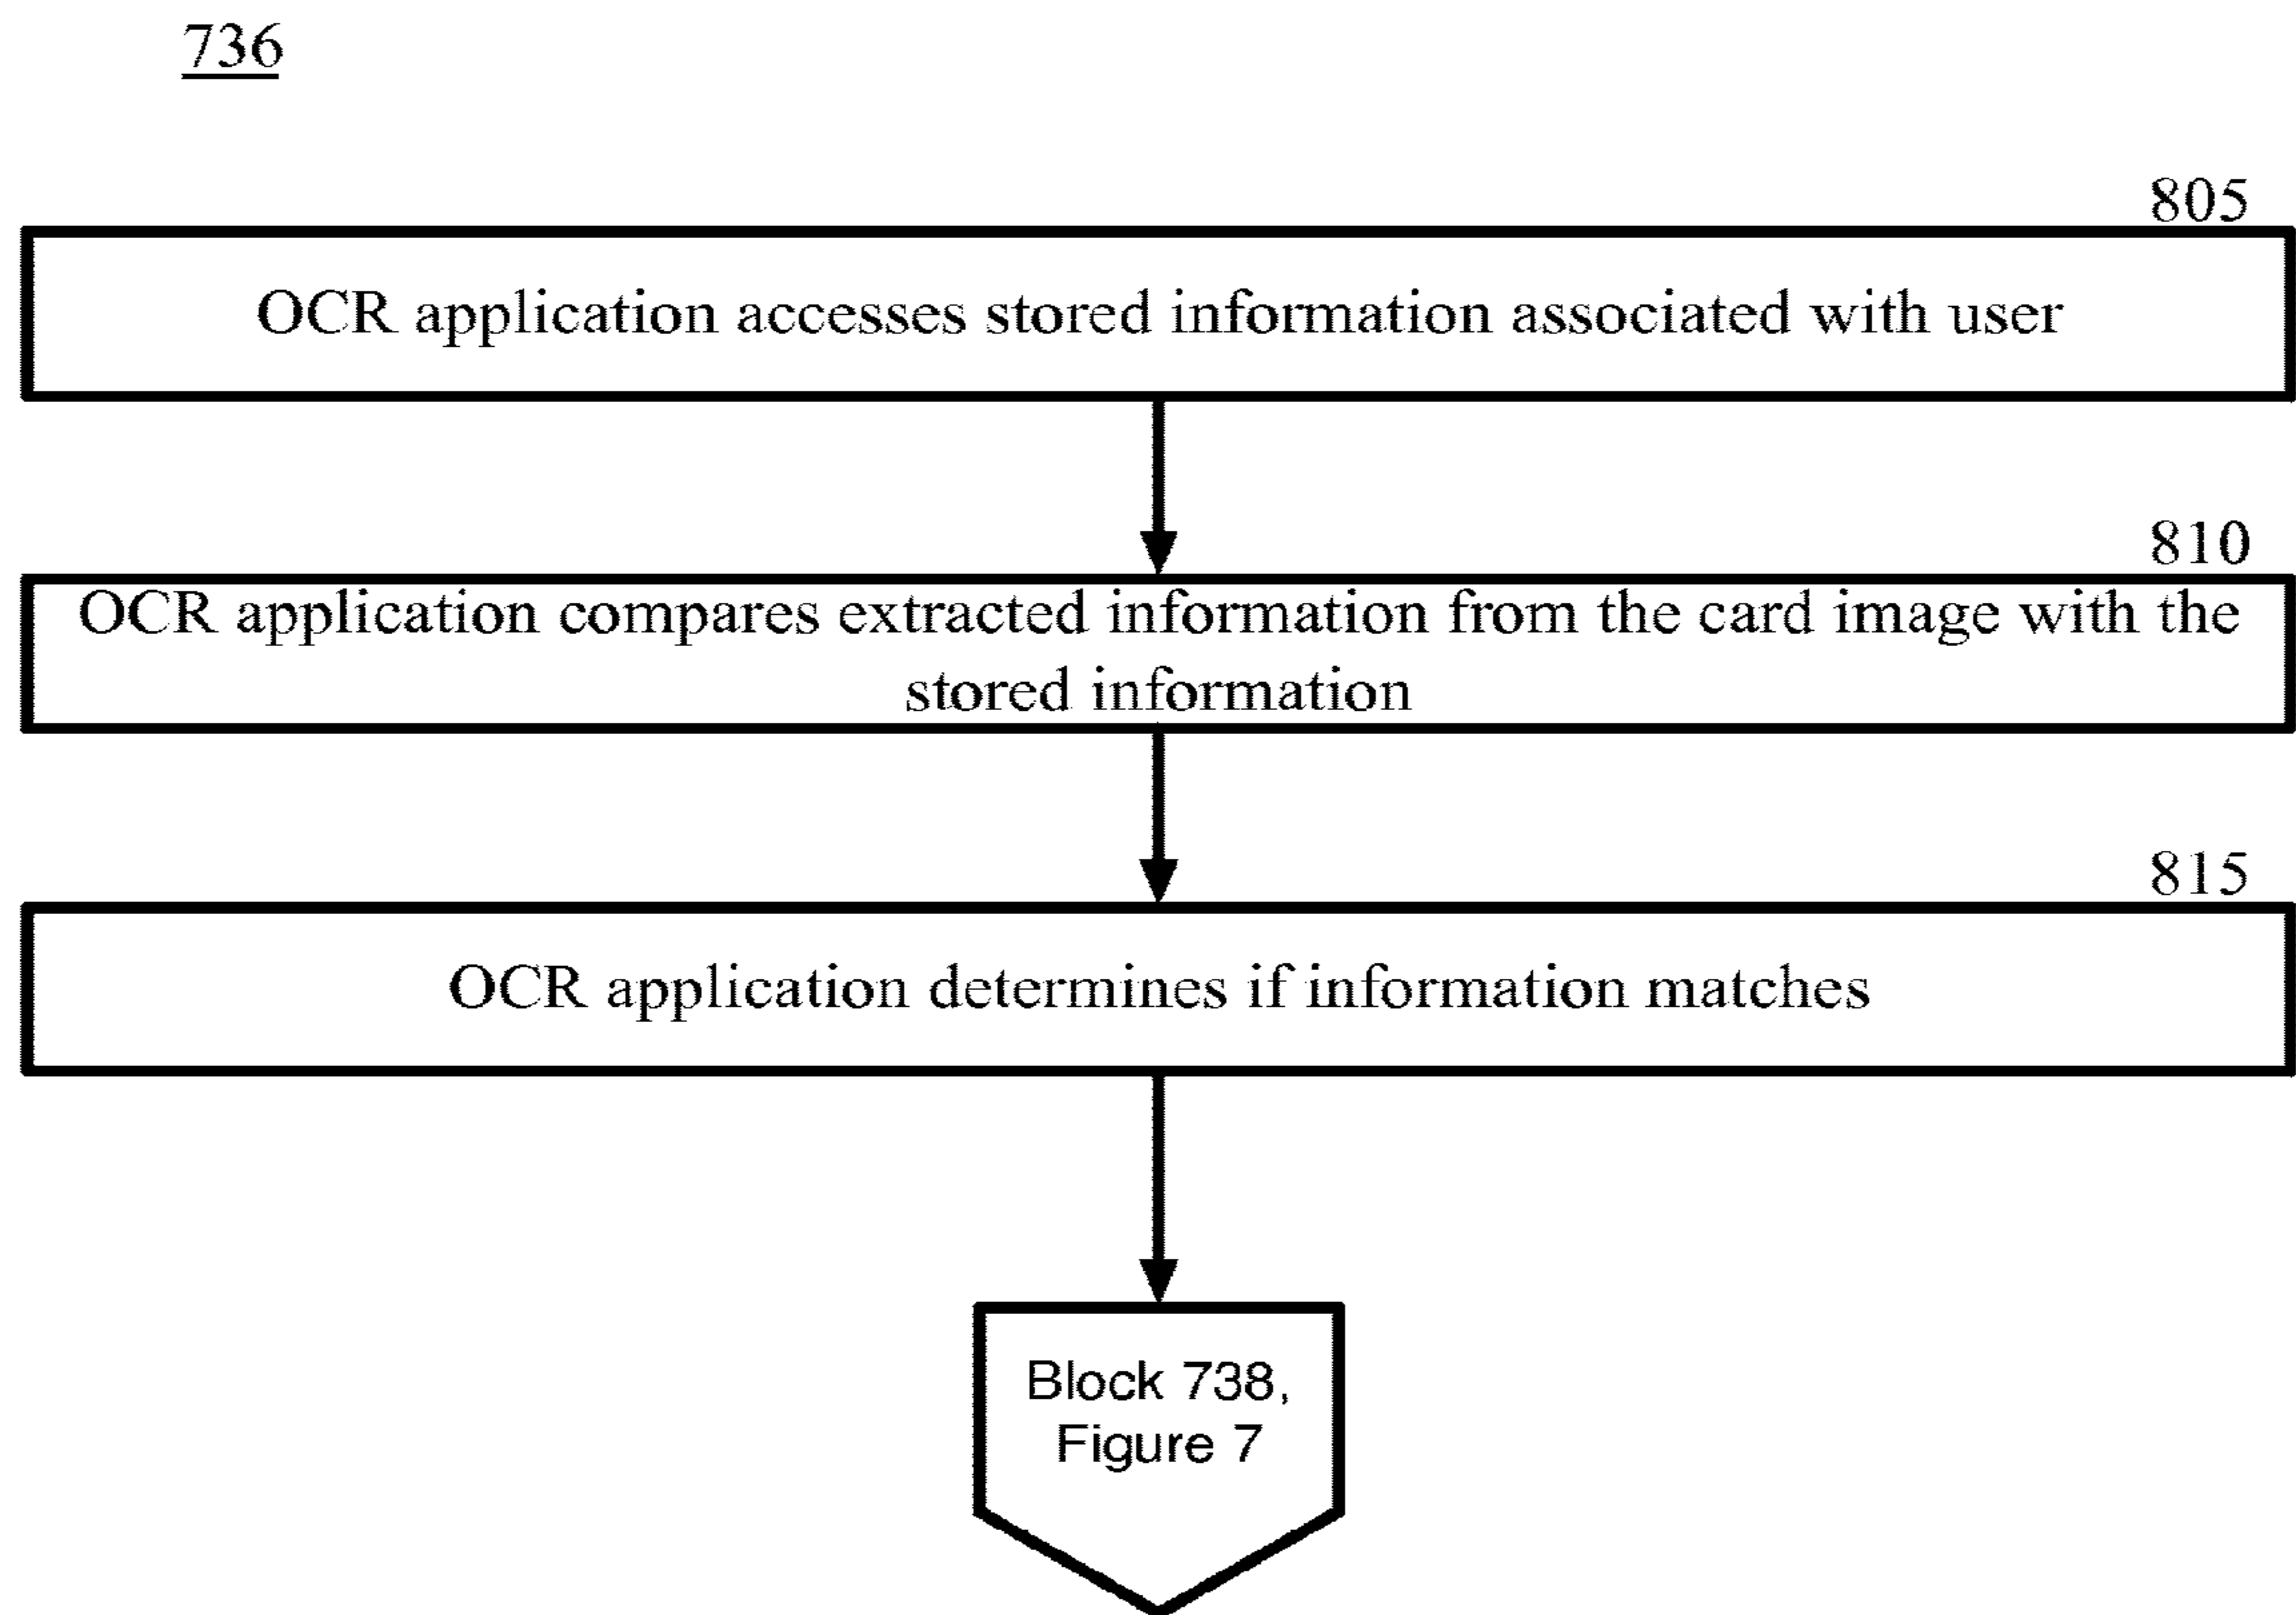 736
805
OCR application accesses stored information associated with user
810
OCR application compares extracted information from the card image with the
stored information
815
OCR application determines if information matches
Block 738,
Figure 7